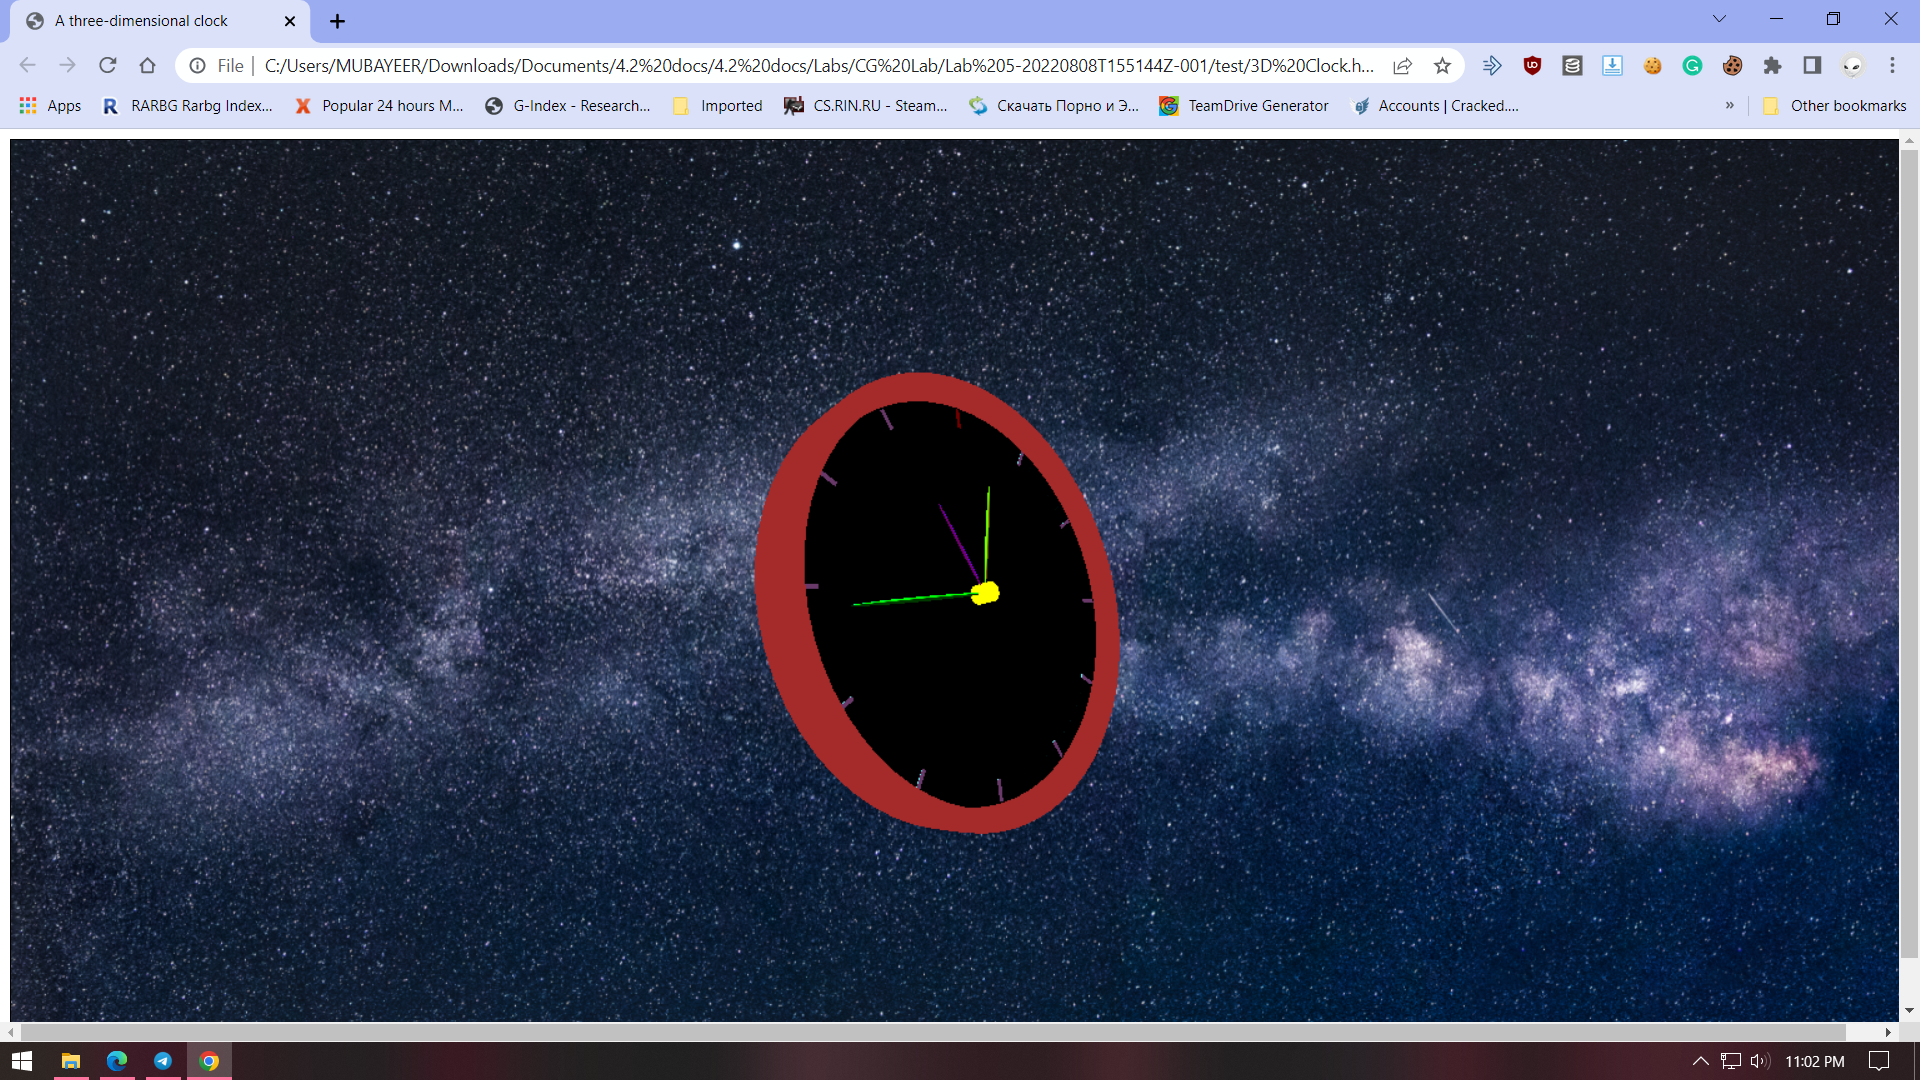 A three-dimensional clock
File | C:/Users/MUBAYEER/Downloads/Documents/4.2%20docs/4.2%20docs/Labs/CG%20Lab/Lab%205-20220808T155144Z-001/test/3D%20Clock.h...
Apps RARBG Rarbg Index... Popular 24 hours M... G-Index - Research... Imported CS.RIN.RU - Steam... Скачать Порно и Э... TeamDrive Generator Accounts | Cracked.... » Other bookmarks
11:02 PM